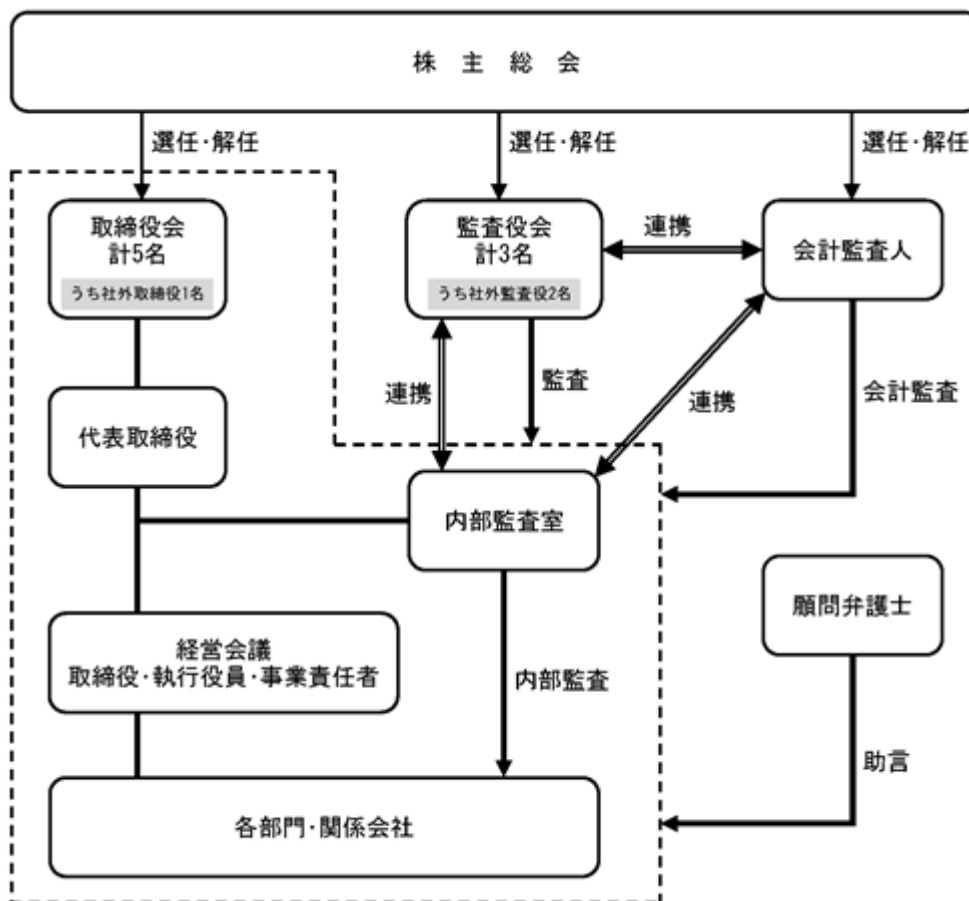 株主総会
選任・解任
選任・解任
選任・解任
取締役会
計5名
うち社外取締役1名
監査役会
計3名
うち社外監査役2名
連携
会計監査人
連携
監査
連携
会計監査
代表取締役
内部監査室
顧問弁護士
経営会議
取締役・執行役員・事業責任者
内部監査
助言
各部門・関係会社